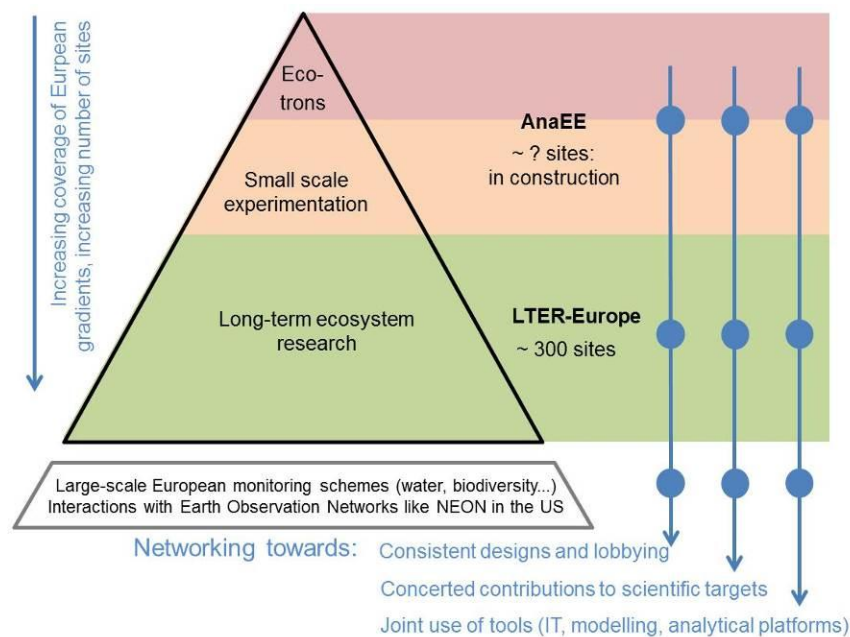 Increasing coverage of Eurpean
gradients, increasing number of sites
Eco-
trons
AnaEE
~ ? sites:
in construction
Small scale
experimentation
Long-term ecosystem
research
LTER-Europe
~ 300 sites
Large-scale European monitoring schemes (water, biodiversity...)
Interactions with Earth Observation Networks like NEON in the US
Networking towards:
Consistent designs and lobbying
Concerted contributions to scientific targets
Joint use of tools (IT, modelling, analytical platforms)